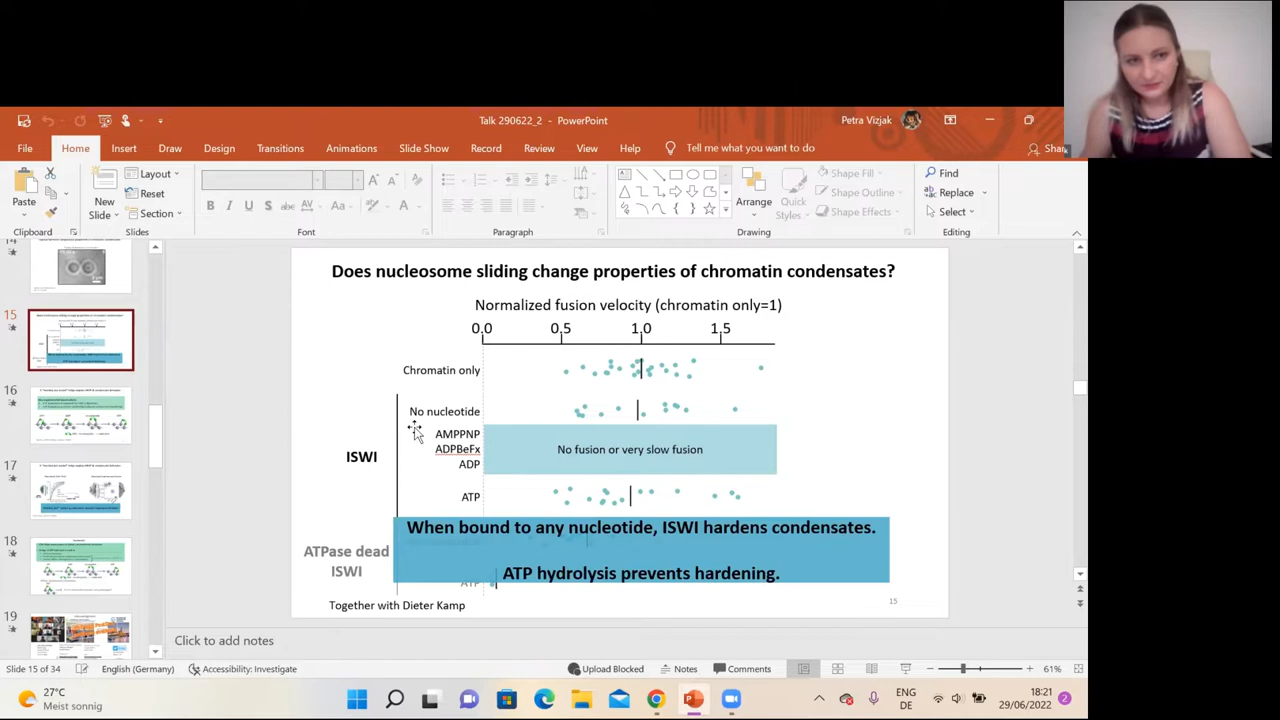 Talk 290622_2 - PowerPoint
Petra Vizjak
File Home Insert Draw Design Transitions Animations Slide Show Record Review View Help Tell me what you want to do Share
Paste
Clipboard
New
Slide
Layout
Reset
Section
Slides
Font
Paragraph
Arrange
Quick
Styles
Shape Fill
Shape Outline
Shape Effects
Drawing
Find
Replace
Select
Editing
14
15
16
17
18
19
Does nucleosome sliding change properties of chromatin condensates?
Normalized fusion velocity (chromatin only=1)
0,0 0,5 1,0 1,5
Chromatin only
No nucleotide
AMPPNP
ADPBeFx
ADP
No fusion or very slow fusion
ISWI
ATP
When bound to any nucleotide, ISWI hardens condensates.
ATP hydrolysis prevents hardening.
ATPase dead
ISWI
ATP
Together with Dieter Kamp
15
Click to add notes
Slide 15 of 34 English (Germany) Accessibility: Investigate Upload Blocked Notes Comments 61%
27°C
Meist sonnig
ENG
DE
18:21
29/06/2022
2